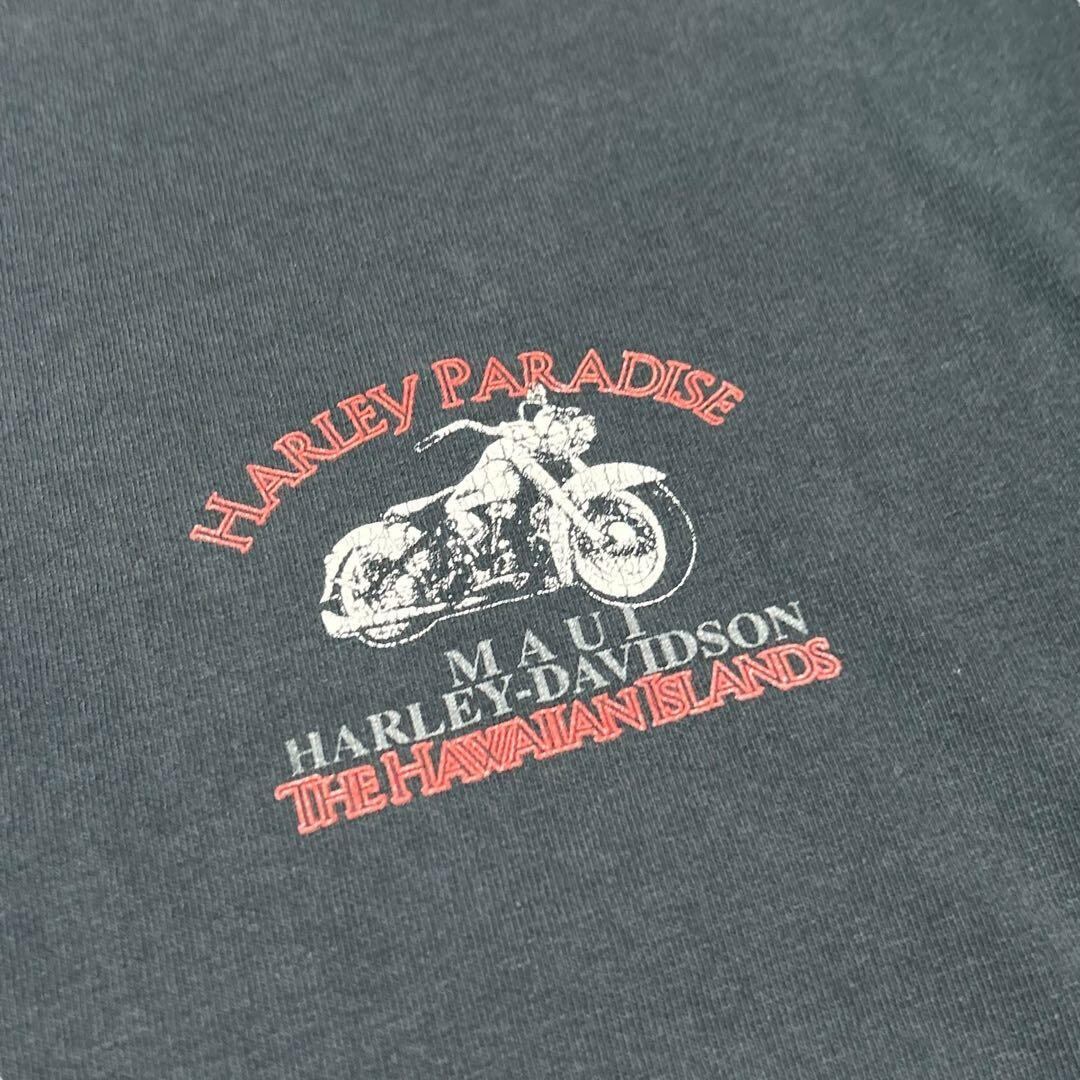 HARLEY PARADISE
MAUI
HARLEY-DAVIDSON
THE HAWAIIAN ISLANDS